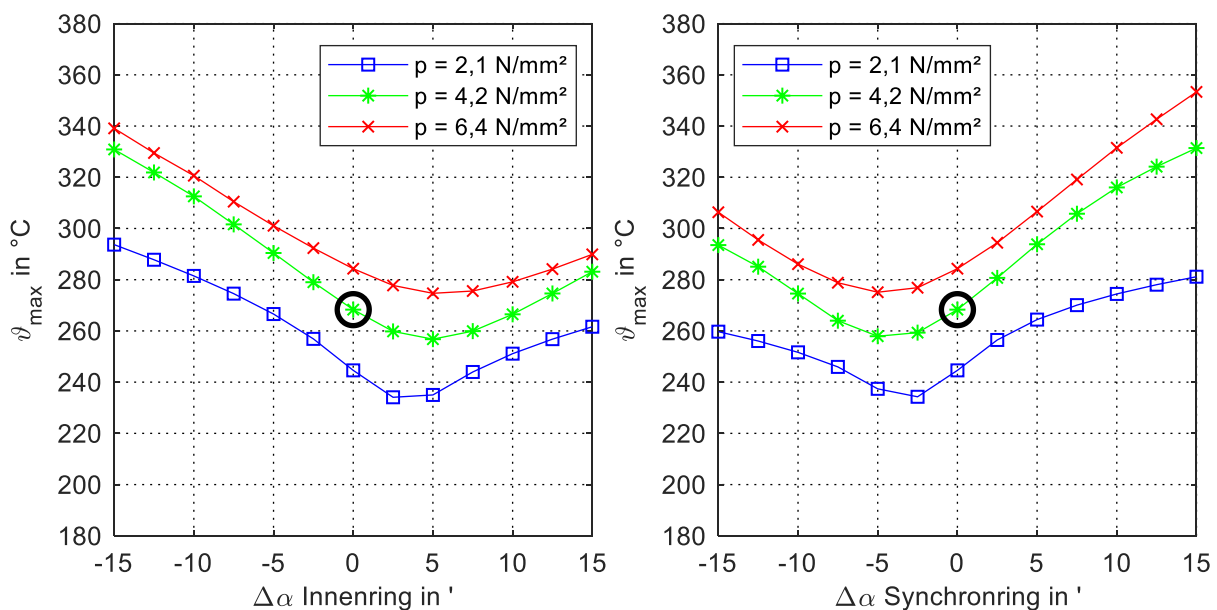 380
360
340
320
300
280
260
240
220
200
180
ϑmax in °C
p = 2,1 N/mm²
p = 4,2 N/mm²
p = 6,4 N/mm²
-15 -10 -5 0 5 10 15
Δα Innenring in '
380
360
340
320
300
280
260
240
220
200
180
ϑmax in °C
p = 2,1 N/mm²
p = 4,2 N/mm²
p = 6,4 N/mm²
-15 -10 -5 0 5 10 15
Δα Synchronring in '